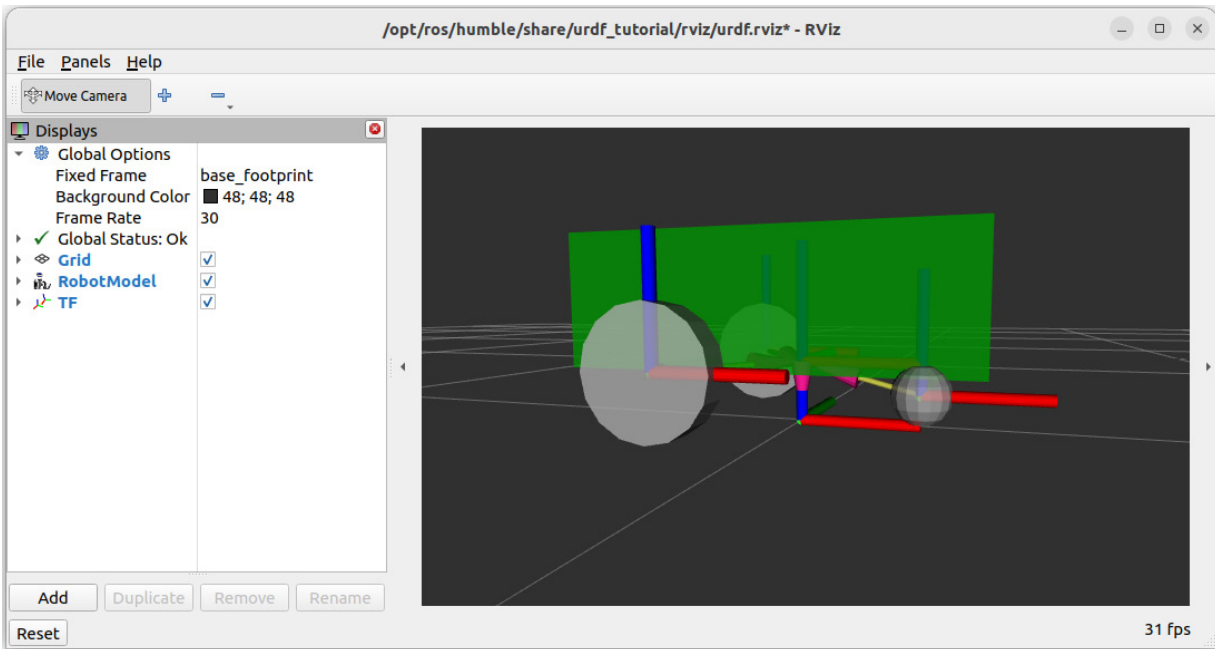 /opt/ros/humble/share/urdf_tutorial/rviz/urdf.rviz* - RViz
File Panels Help
Move Camera
Displays
Global Options
Fixed Frame base_footprint
Background Color 48; 48; 48
Frame Rate 30
Global Status: Ok
Grid
RobotModel
TF
Add Duplicate Remove Rename
Reset 31 fps